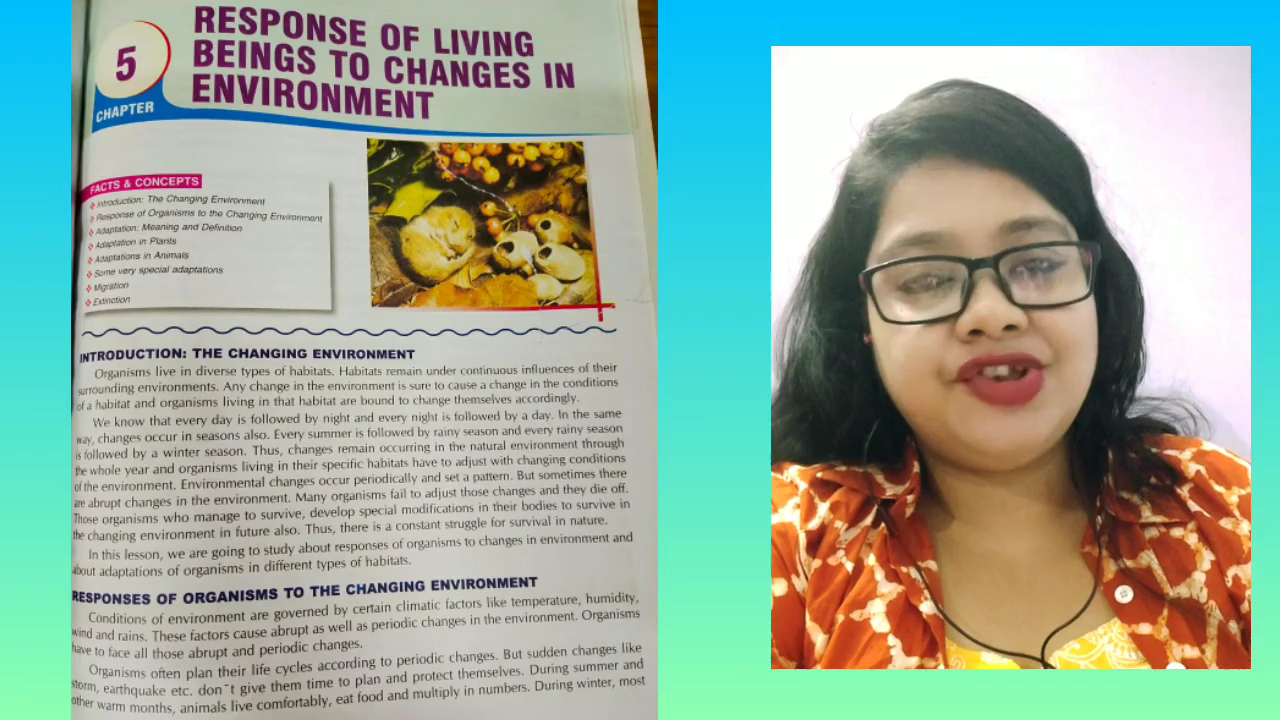 5
CHAPTER
RESPONSE OF LIVING
BEINGS TO CHANGES IN
ENVIRONMENT
FACTS & CONCEPTS
Introduction: The Changing Environment
Response of Organisms to the Changing Environment
Adaptation: Meaning and Definition
Adaptation in Plants
Adaptations in Animals
Some very special adaptations
Migration
Extinction
INTRODUCTION: THE CHANGING ENVIRONMENT
Organisms live in diverse types of habitats. Habitats remain under continuous influences of their
surrounding environments. Any change in the environment is sure to cause a change in the conditions
of a habitat and organisms living in that habitat are bound to change themselves accordingly.
We know that every day is followed by night and every night is followed by a day. In the same
way, changes occur in seasons also. Every summer is followed by rainy season and every rainy season
is followed by a winter season. Thus, changes remain occurring in the natural environment through
the whole year and organisms living in their specific habitats have to adjust with changing conditions
of the environment. Environmental changes occur periodically and set a pattern. But sometimes there
are abrupt changes in the environment. Many organisms fail to adjust those changes and they die off.
Those organisms who manage to survive, develop special modifications in their bodies to survive in
the changing environment in future also. Thus, there is a constant struggle for survival in nature.
In this lesson, we are going to study about responses of organisms to changes in environment and
about adaptations of organisms in different types of habitats.
RESPONSES OF ORGANISMS TO THE CHANGING ENVIRONMENT
Conditions of environment are governed by certain climatic factors like temperature, humidity,
wind and rains. These factors cause abrupt as well as periodic changes in the environment. Organisms
have to face all those abrupt and periodic changes.
Organisms often plan their life cycles according to periodic changes. But sudden changes like
storm, earthquake etc. don˜t give them time to plan and protect themselves. During summer and
other warm months, animals live comfortably, eat food and multiply in numbers. During winter, most